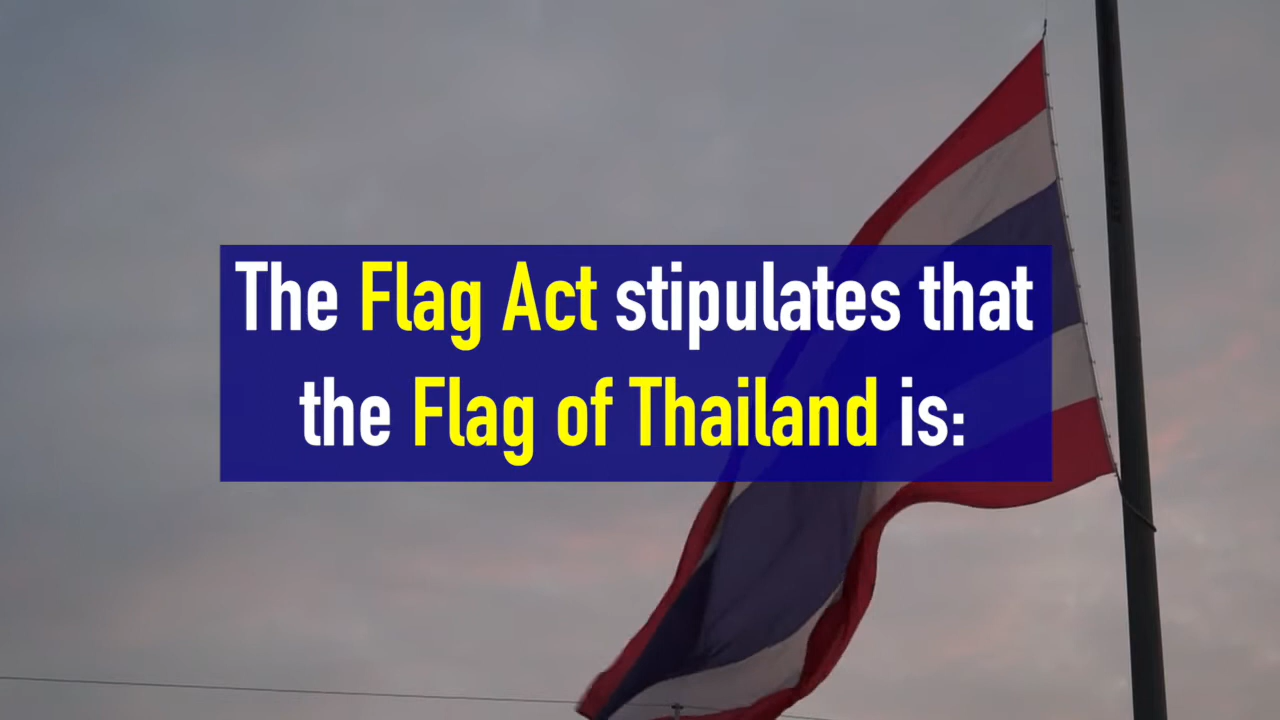 The Flag Act stipulates that
the Flag of Thailand is: